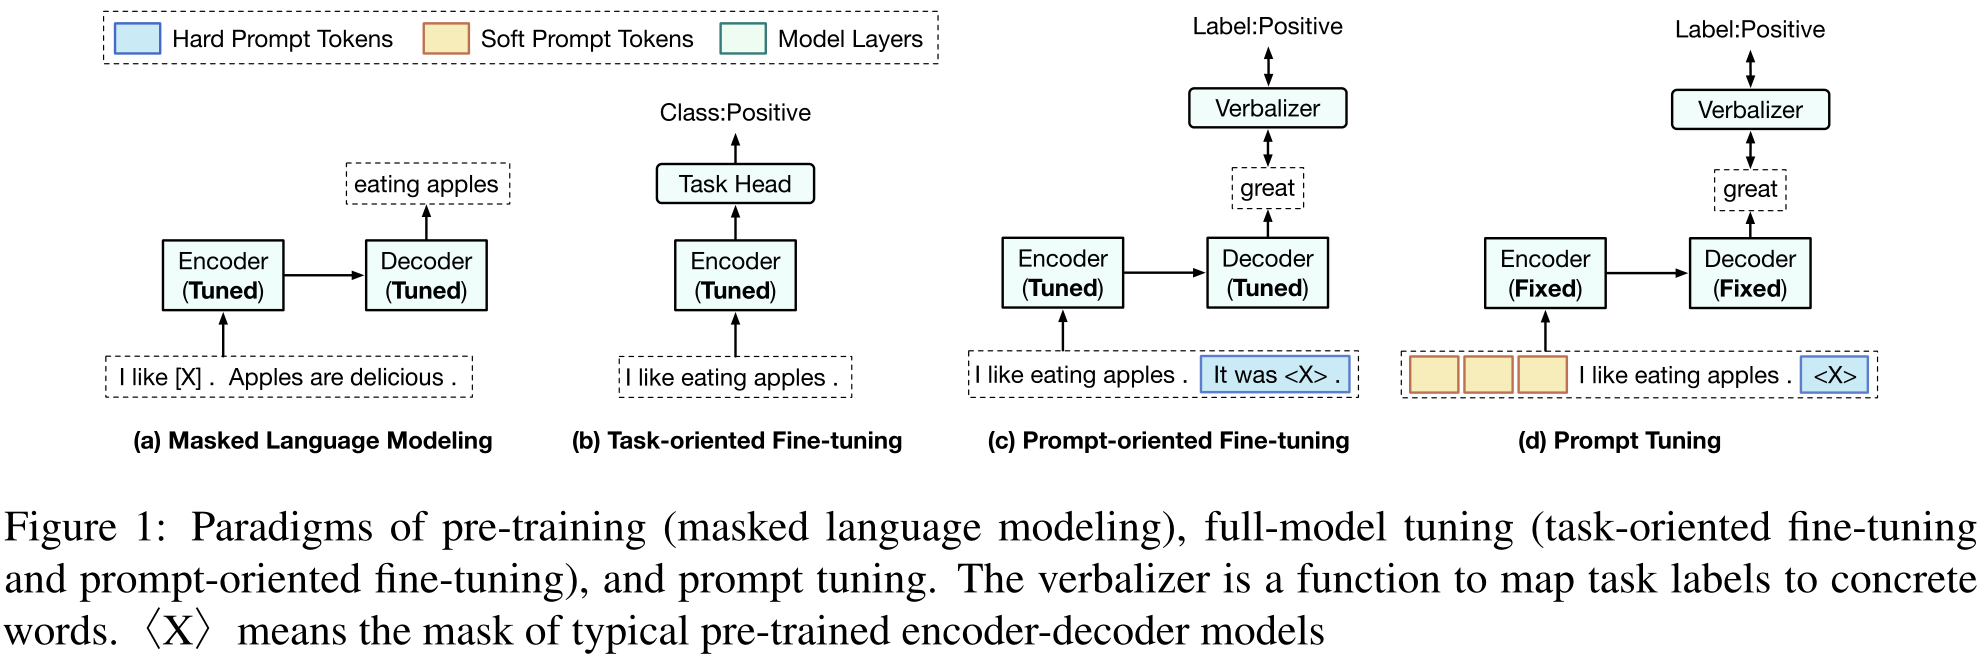 Hard Prompt Tokens Soft Prompt Tokens Model Layers
eating apples
Encoder
(Tuned)
Decoder
(Tuned)
I like [X] . Apples are delicious .
(a) Masked Language Modeling
Class:Positive
Task Head
Encoder
(Tuned)
I like eating apples .
(b) Task-oriented Fine-tuning
Label:Positive
Verbalizer
great
Encoder
(Tuned)
Decoder
(Tuned)
I like eating apples . It was <X> .
(c) Prompt-oriented Fine-tuning
Label:Positive
Verbalizer
great
Encoder
(Fixed)
Decoder
(Fixed)
I like eating apples . <X>
(d) Prompt Tuning
Figure 1: Paradigms of pre-training (masked language modeling), full-model tuning (task-oriented fine-tuning
and prompt-oriented fine-tuning), and prompt tuning. The verbalizer is a function to map task labels to concrete
words. 〈X〉 means the mask of typical pre-trained encoder-decoder models